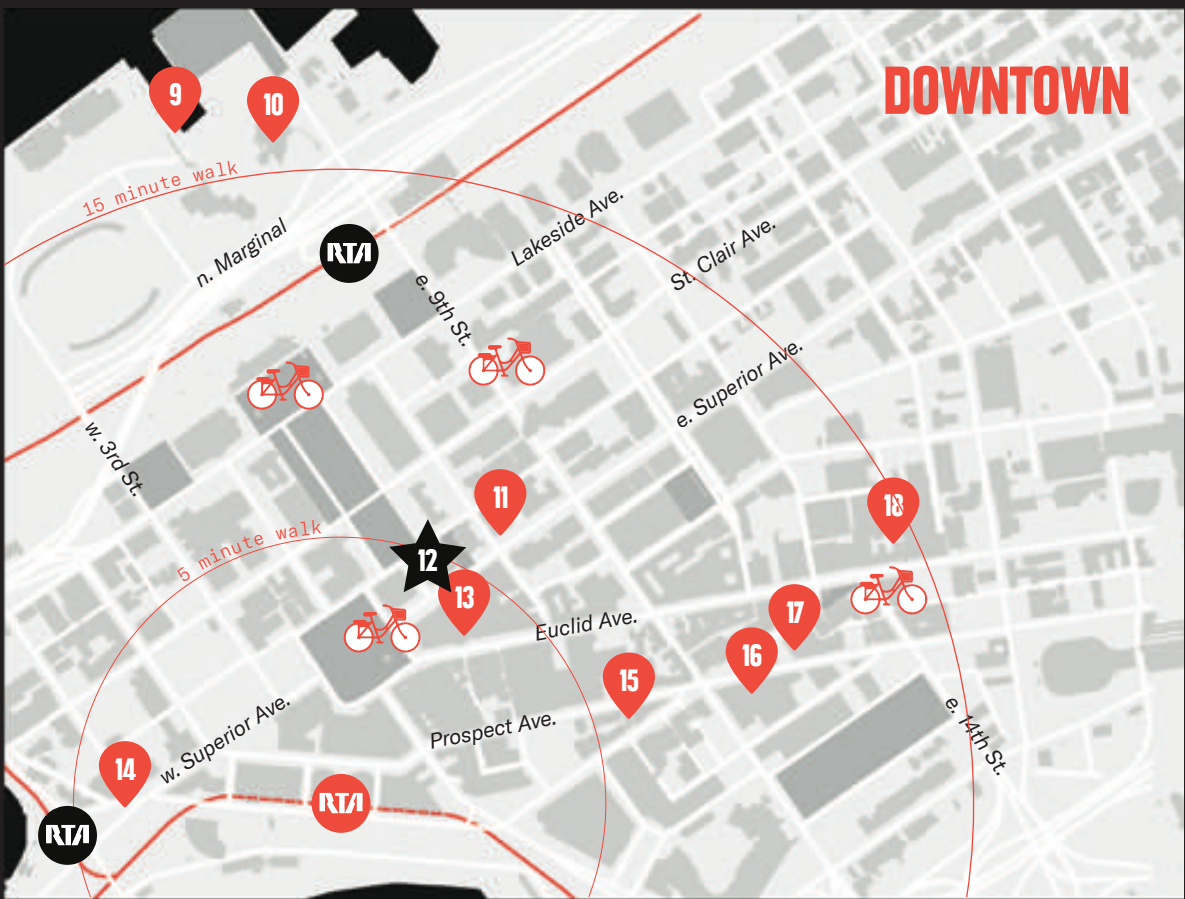 DOWNTOWN
9
10
15 minute walk
n. Marginal
RTA
Lakeside Ave.
St. Clair Ave.
e. 9th St.
e. Superior Ave.
w. 3rd St.
11
18
5 minute walk
12
13
Euclid Ave.
17
16
15
Prospect Ave.
w. Superior Ave.
e. 14th St.
14
RTA
RTA